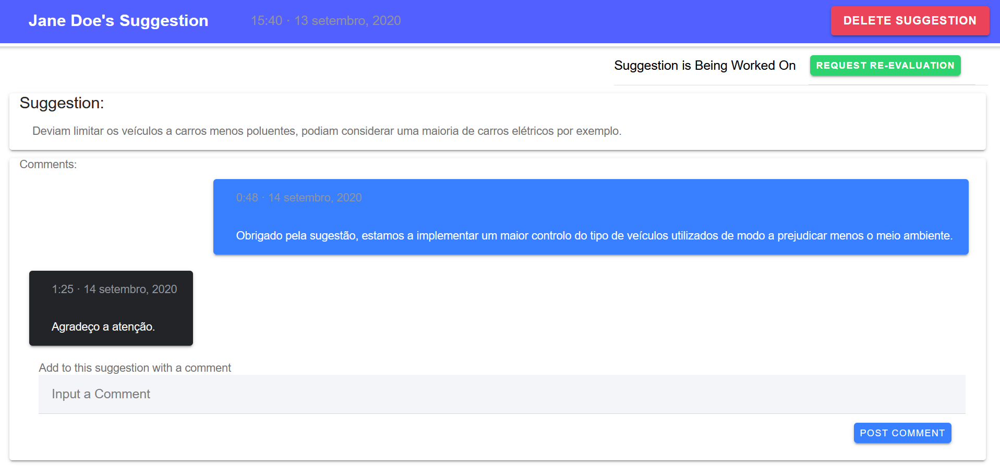 Jane Doe's Suggestion 15:40 · 13 setembro, 2020 DELETE SUGGESTION
Suggestion is Being Worked On REQUEST RE-EVALUATION
Suggestion:
Deviam limitar os veículos a carros menos poluentes, podiam considerar uma maioria de carros elétricos por exemplo.
Comments:
0:48 · 14 setembro, 2020
Obrigado pela sugestão, estamos a implementar um maior controlo do tipo de veículos utilizados de modo a prejudicar menos o meio ambiente.
1:25 · 14 setembro, 2020
Agradeço a atenção.
Add to this suggestion with a comment
Input a Comment
POST COMMENT